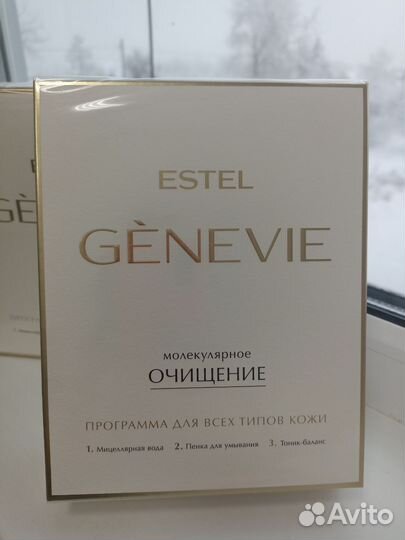 ESTEL
GÈNEVIE
молекулярное
ОЧИЩЕНИЕ
ПРОГРАММА ДЛЯ ВСЕХ ТИПОВ КОЖИ
1. Мицеллярная вода 2. Пенка для умывания 3. Тоник-баланс
Avito